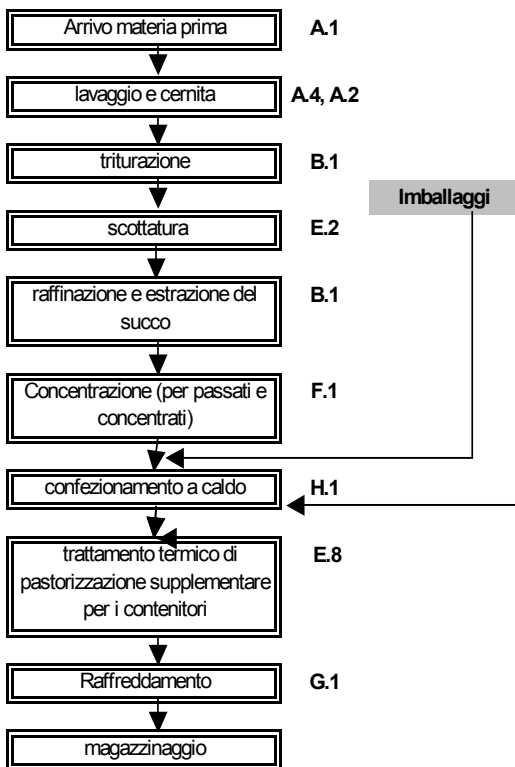 Arrivo materia prima A.1
lavaggio e cernita A.4, A.2
triturazione B.1
Imballaggi
scottatura E.2
raffinazione e estrazione del
succo
B.1
Concentrazione (per passati e
concentrati)
F.1
confezionamento a caldo H.1
trattamento termico di
pastorizzazione supplementare
per i contenitori
E.8
Raffreddamento G.1
magazzinaggio